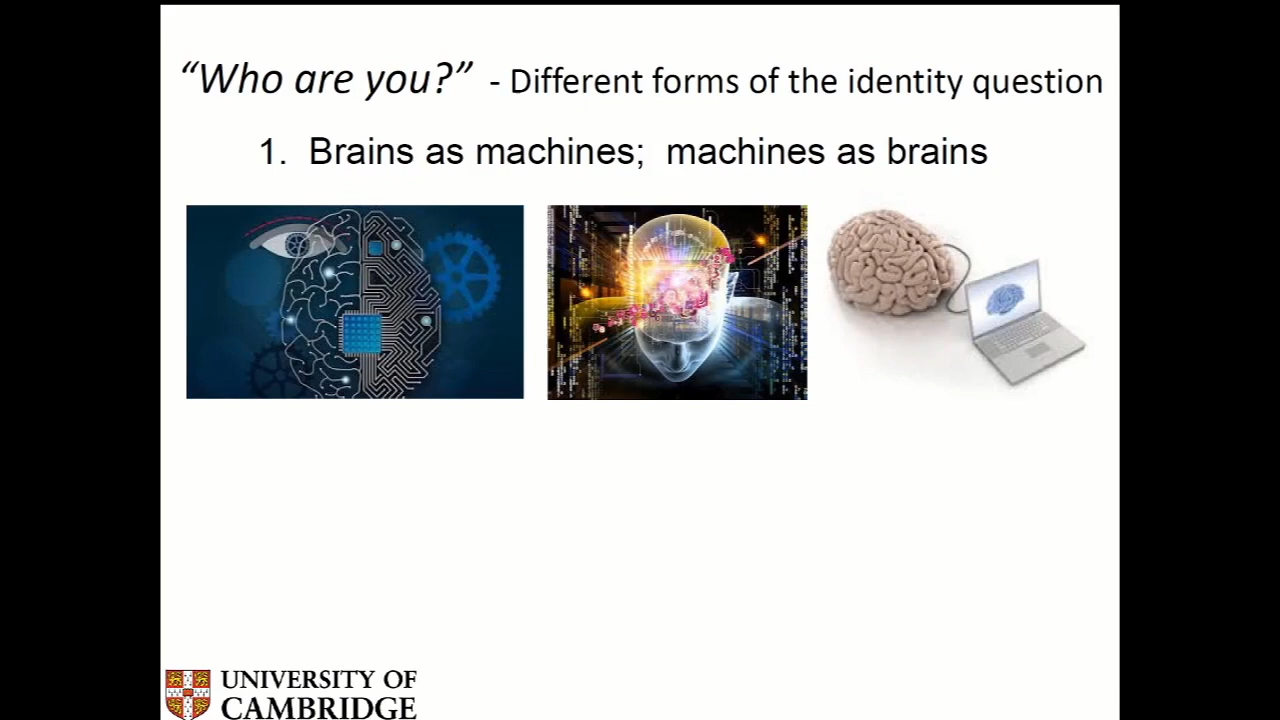 “Who are you?” - Different forms of the identity question
1. Brains as machines; machines as brains
UNIVERSITY OF
CAMBRIDGE